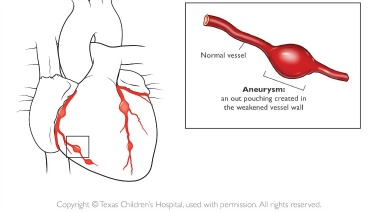 Normal vessel
Aneurysm:
an out pouching created in
the weakened vessel wall
Copyright © Texas Children's Hospital, used with permission. All rights reserved.